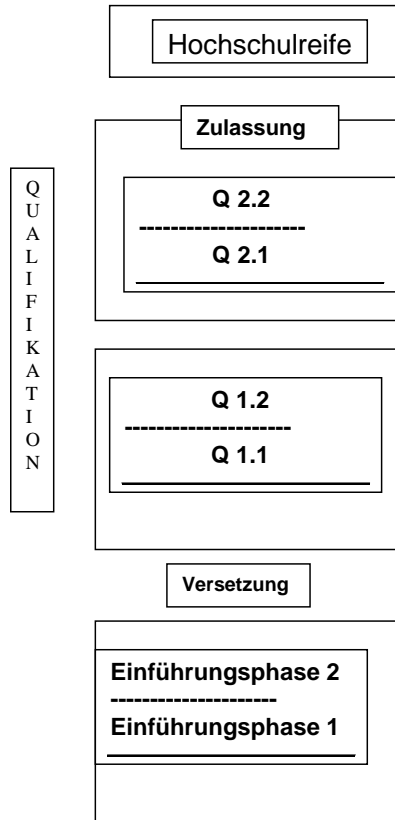 Hochschulreife
Zulassung
QUALIFIKATION
Q 2.2
---------------------
Q 2.1
Q 1.2
---------------------
Q 1.1
Versetzung
Einführungsphase 2
---------------------
Einführungsphase 1